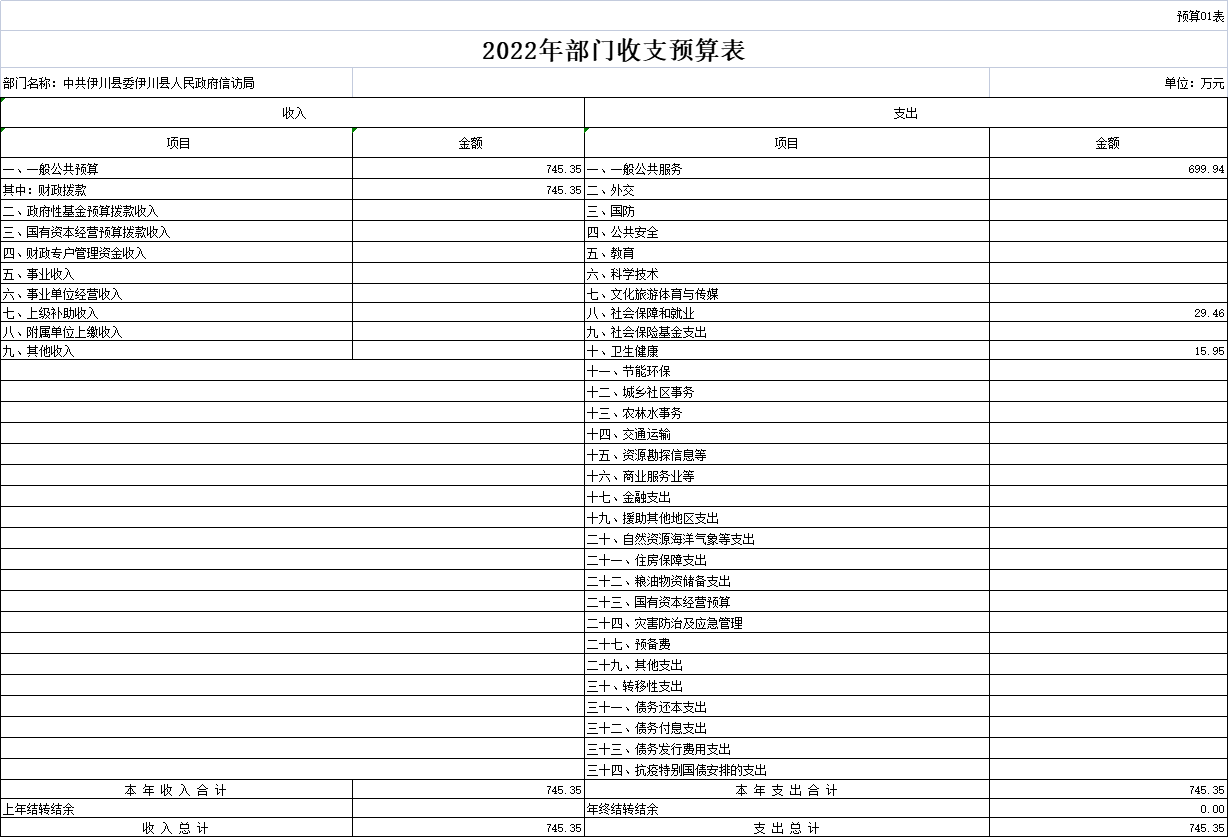 预算01表
2022年部门收支预算表
部门名称：中共伊川县委伊川县人民政府信访局 单位：万元
收入 支出
项目 金额 项目 金额
一、一般公共预算 745.35 一、一般公共服务 699.94
其中：财政拨款 745.35 二、外交
二、政府性基金预算拨款收入 三、国防
三、国有资本经营预算拨款收入 四、公共安全
四、财政专户管理资金收入 五、教育
五、事业收入 六、科学技术
六、事业单位经营收入 七、文化旅游体育与传媒
七、上级补助收入 八、社会保障和就业 29.46
八、附属单位上缴收入 九、社会保险基金支出
九、其他收入 十、卫生健康 15.95
十一、节能环保
十二、城乡社区事务
十三、农林水事务
十四、交通运输
十五、资源勘探信息等
十六、商业服务业等
十七、金融支出
十九、援助其他地区支出
二十、自然资源海洋气象等支出
二十一、住房保障支出
二十二、粮油物资储备支出
二十三、国有资本经营预算
二十四、灾害防治及应急管理
二十七、预备费
二十九、其他支出
三十、转移性支出
三十一、债务还本支出
三十二、债务付息支出
三十三、债务发行费用支出
三十四、抗疫特别国债安排的支出
本 年 收 入 合 计 745.35 本 年 支 出 合 计 745.35
上年结转结余 年终结转结余 0.00
收 入 总 计 745.35 支 出 总 计 745.35